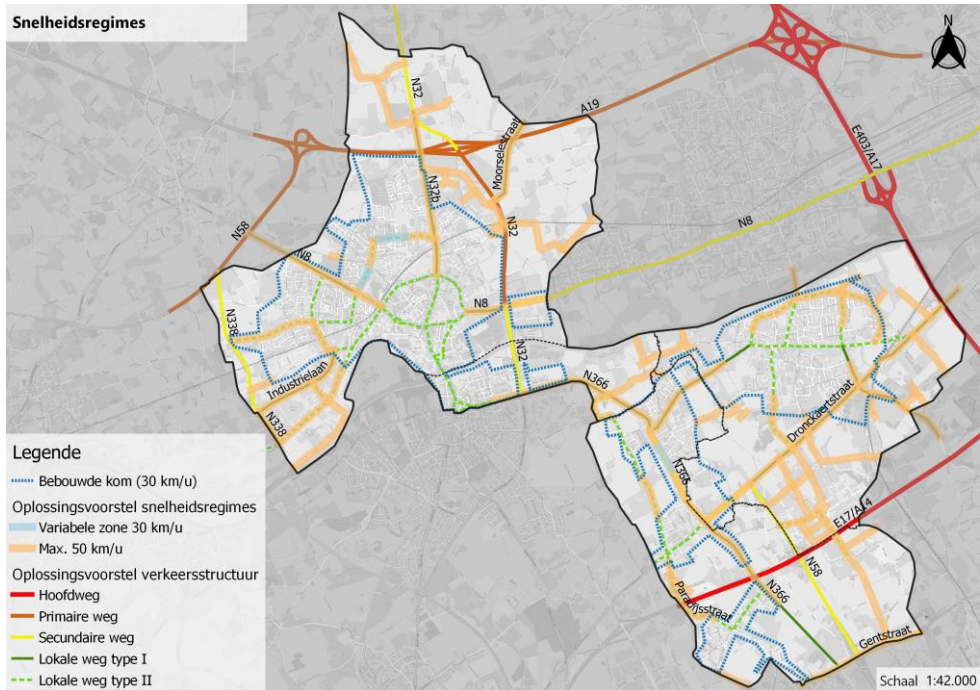 Snelheidsregimes
N
N32
A19
Moorselestraat
E403/A17
N32b
N8
N58
N8
N32
N8
N338
N32
Industrielaan
N366
N338
Dronckaertstraat
N366
E17/A14
N58
N366
Paradijsstraat
Gentstraat
Legende
Bebouwde kom (30 km/u)
Oplossingsvoorstel snelheidsregimes
Variabele zone 30 km/u
Max. 50 km/u
Oplossingsvoorstel verkeersstructuur
Hoofdweg
Primaire weg
Secundaire weg
Lokale weg type I
Lokale weg type II
Schaal 1:42.000